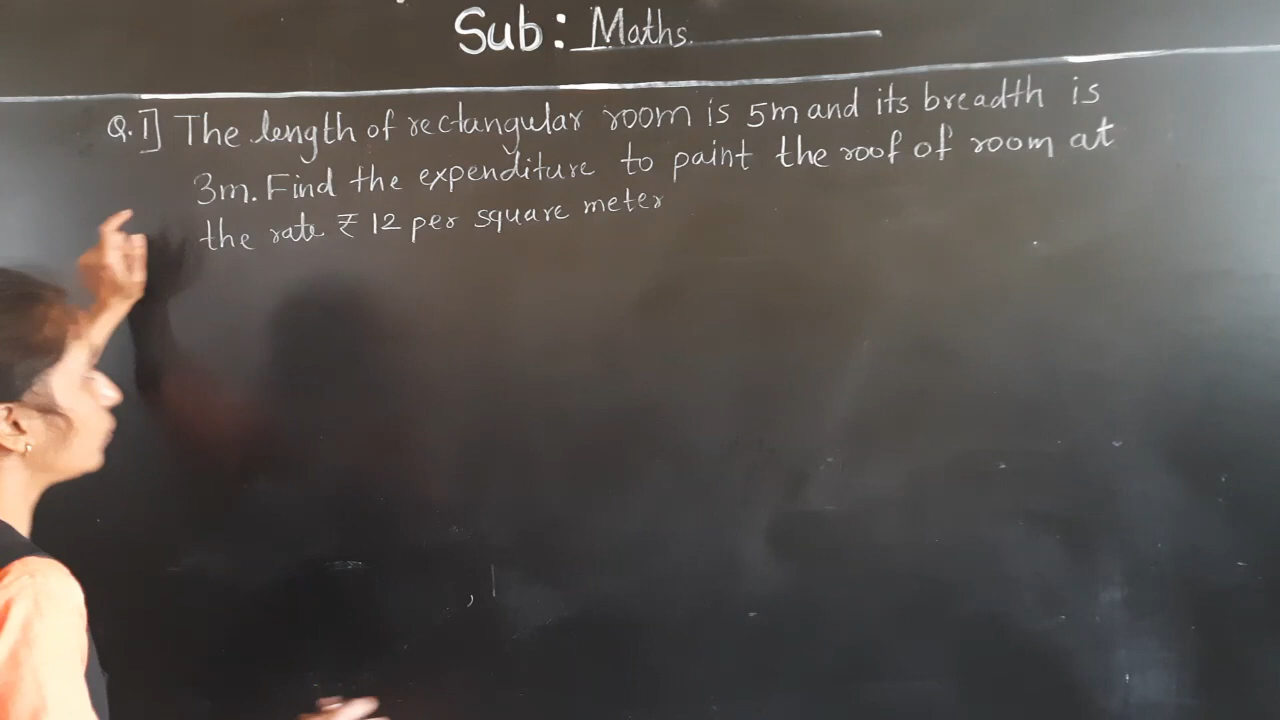 Sub: Maths.
Q.1] The length of rectangular room is 5m and its breadth is
3m. Find the expenditure to paint the roof of room at
the rate ₹ 12 per square meter